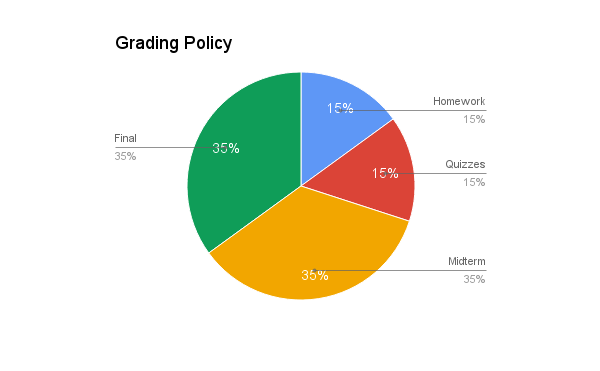 Grading Policy
Homework
15%
15%
Final
35%
35%
Quizzes
15%
15%
Midterm
35%
35%